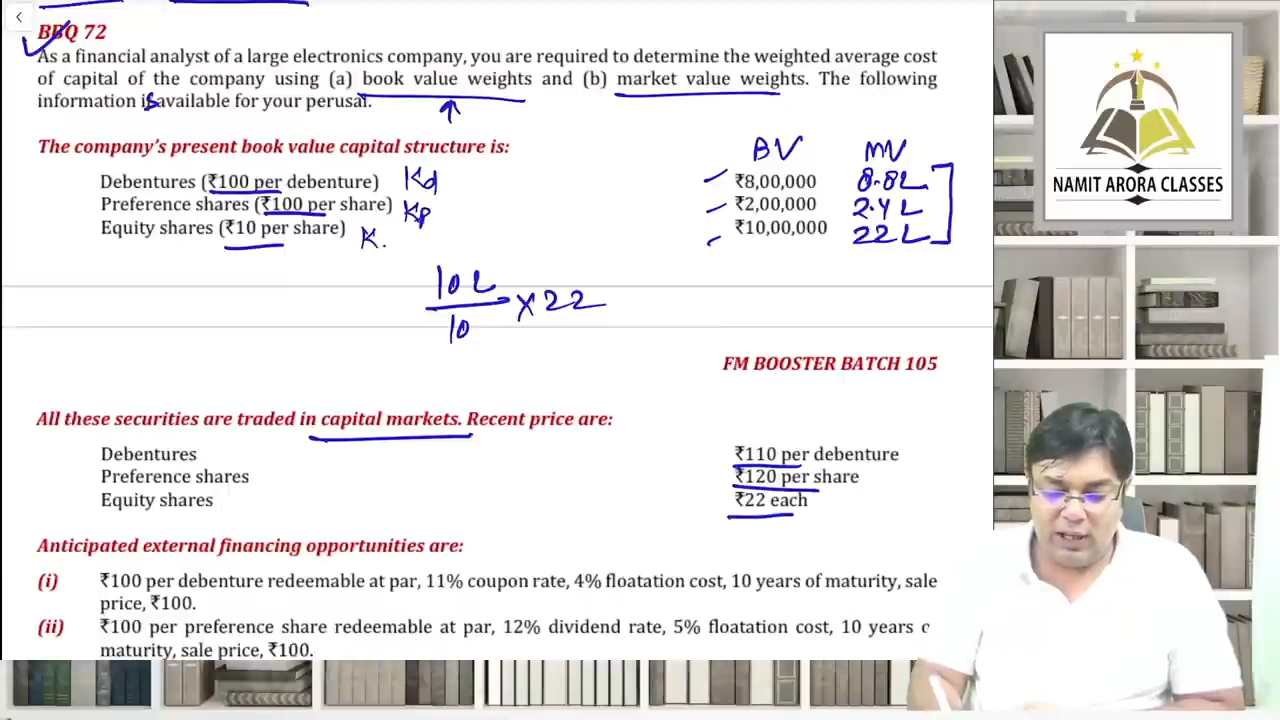 BBQ 72
As a financial analyst of a large electronics company, you are required to determine the weighted average cost
of capital of the company using (a) book value weights and (b) market value weights. The following
information is available for your perusal.
BV MV
The company's present book value capital structure is:
Debentures (₹100 per debenture) Kd ₹8,00,000 8.8L
Preference shares (₹100 per share) Kp ₹2,00,000 2.4 L
Equity shares (₹10 per share) K. ₹10,00,000 22 L
10 L
10
× 22
FM BOOSTER BATCH 105
All these securities are traded in capital markets. Recent price are:
Debentures ₹110 per debenture
Preference shares ₹120 per share
Equity shares ₹22 each
Anticipated external financing opportunities are:
(i) ₹100 per debenture redeemable at par, 11% coupon rate, 4% floatation cost, 10 years of maturity, sale
price, ₹100.
(ii) ₹100 per preference share redeemable at par, 12% dividend rate, 5% floatation cost, 10 years
maturity, sale price, ₹100.
NAMIT ARORA CLASSES